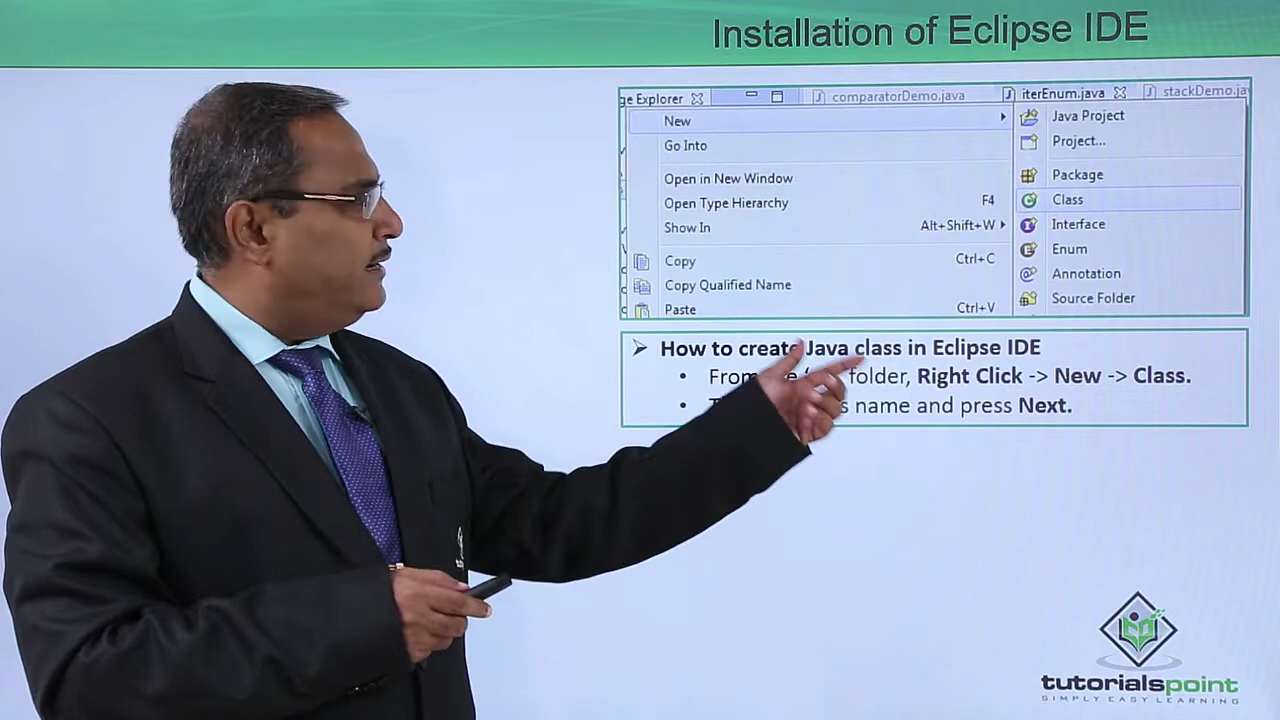 Installation of Eclipse IDE
ge Explorer
comparatorDemo.java
iterEnum.java
stackDemo.ja
New
Java Project
Go Into
Project...
Open in New Window
Package
Open Type Hierarchy F4
Class
Show In Alt+Shift+W
Interface
Enum
Copy Ctrl+C
Annotation
Copy Qualified Name
Source Folder
Paste Ctrl+V
How to create Java class in Eclipse IDE
From folder, Right Click -> New -> Class.
name and press Next.
tutorialspoint
SIMPLY EASY LEARNING